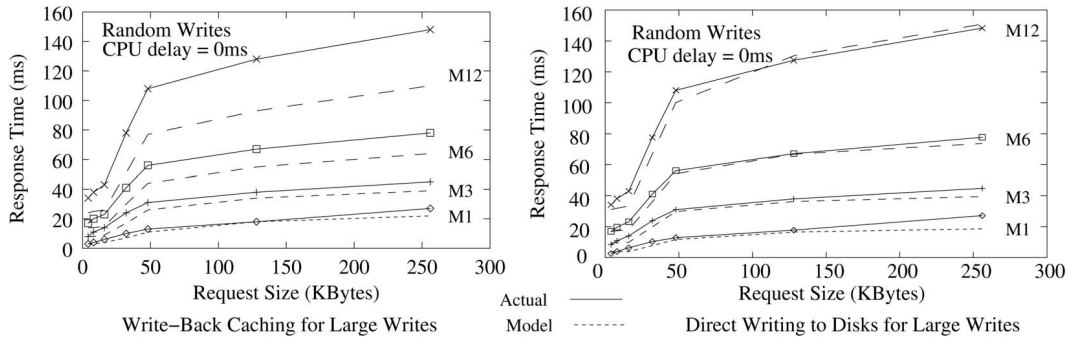 Random Writes
CPU delay = 0ms
160
140
120
100
80
60
40
20
0
Response Time (ms)
M12
M6
M3
M1
0
50
100
150
200
250
300
Request Size (KBytes)
Write-Back Caching for Large Writes
Actual
Model
Random Writes
CPU delay = 0ms
160
140
120
100
80
60
40
20
0
Response Time (ms)
M12
M6
M3
M1
0
50
100
150
200
250
300
Request Size (KBytes)
Direct Writing to Disks for Large Writes